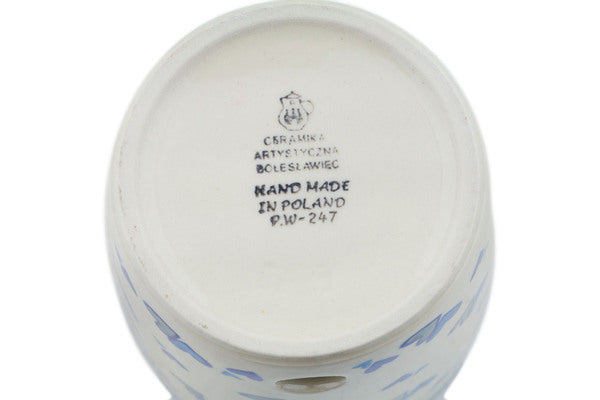 CERAMIKA
ARTYSTYCZNA
BOLESŁAWIEC
HAND MADE
IN POLAND
P.W-247